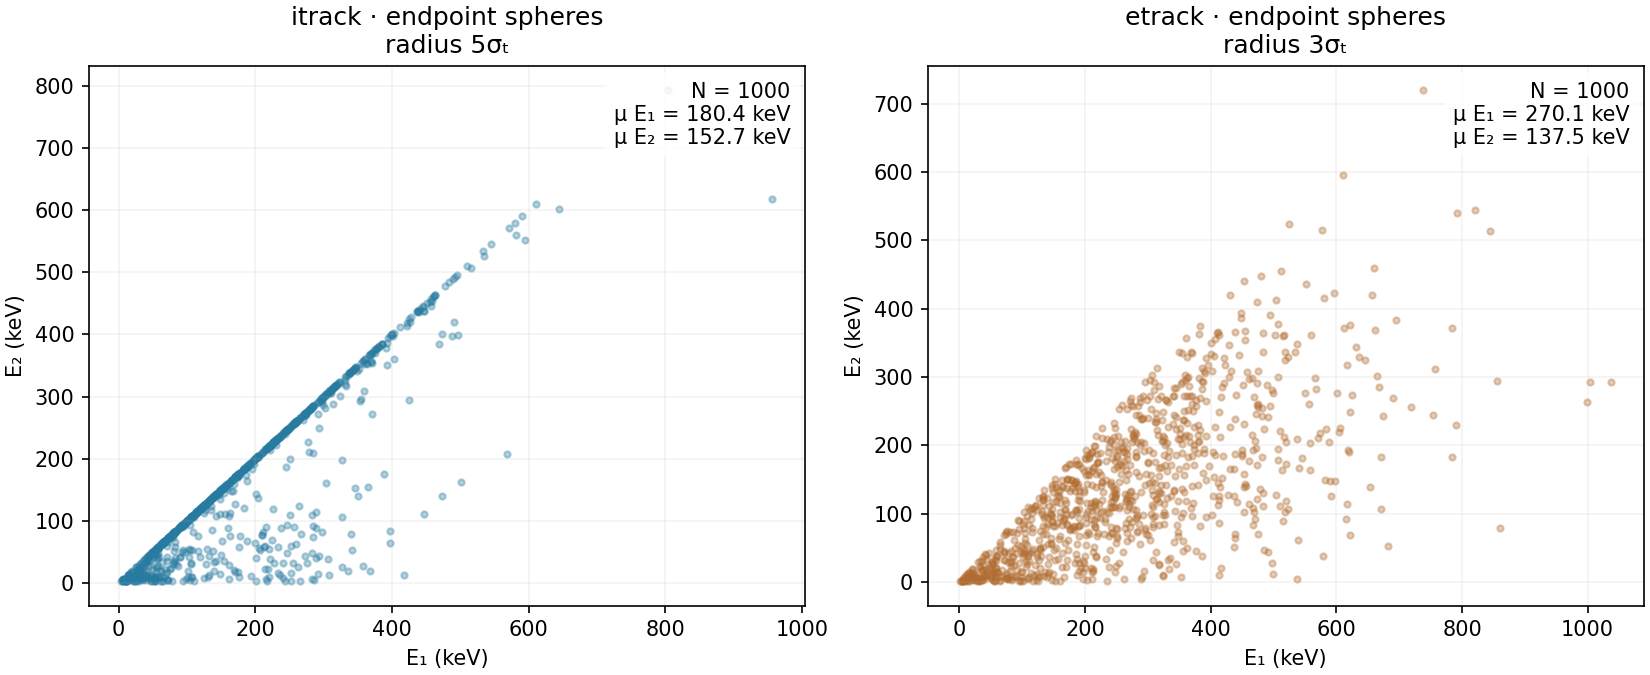 itrack · endpoint spheres
radius 5σₜ
N = 1000
μ E₁ = 180.4 keV
μ E₂ = 152.7 keV
800
700
600
500
400
300
200
100
0
E₂ (keV)
0
200
400
600
800
1000
E₁ (keV)
etrack · endpoint spheres
radius 3σₜ
N = 1000
μ E₁ = 270.1 keV
μ E₂ = 137.5 keV
700
600
500
400
300
200
100
0
E₂ (keV)
0
200
400
600
800
1000
E₁ (keV)